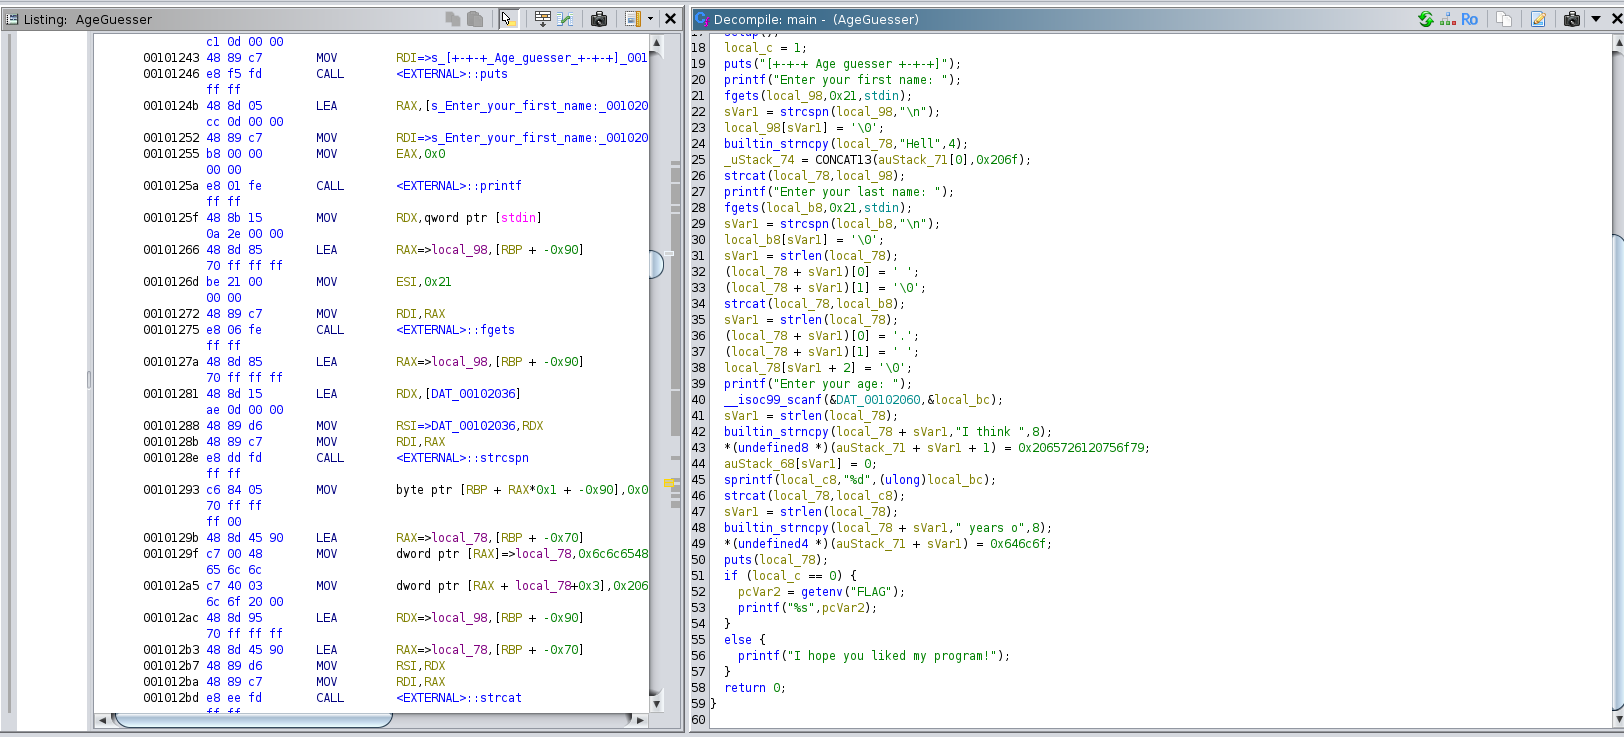 Listing: AgeGuesser
c1 0d 00 00
00101243 48 89 c7 MOV RDI=>s_[+-+-+_Age_guesser_+-+-+]_001
00101246 e8 f5 fd CALL <EXTERNAL>::puts
ff ff
0010124b 48 8d 05 LEA RAX,[s_Enter_your_first_name:_001020
cc 0d 00 00
00101252 48 89 c7 MOV RDI=>s_Enter_your_first_name:_001020
00101255 b8 00 00 MOV EAX,0x0
00 00
0010125a e8 01 fe CALL <EXTERNAL>::printf
ff ff
0010125f 48 8b 15 MOV RDX,qword ptr [stdin]
0a 2e 00 00
00101266 48 8d 85 LEA RAX=>local_98,[RBP + -0x90]
70 ff ff ff
0010126d be 21 00 MOV ESI,0x21
00 00
00101272 48 89 c7 MOV RDI,RAX
00101275 e8 06 fe CALL <EXTERNAL>::fgets
ff ff
0010127a 48 8d 85 LEA RAX=>local_98,[RBP + -0x90]
70 ff ff ff
00101281 48 8d 15 LEA RDX,[DAT_00102036]
ae 0d 00 00
00101288 48 89 d6 MOV RSI=>DAT_00102036,RDX
0010128b 48 89 c7 MOV RDI,RAX
0010128e e8 dd fd CALL <EXTERNAL>::strcspn
ff ff
00101293 c6 84 05 MOV byte ptr [RBP + RAX*0x1 + -0x90],0x0
70 ff ff
ff 00
0010129b 48 8d 45 90 LEA RAX=>local_78,[RBP + -0x70]
0010129f c7 00 48 MOV dword ptr [RAX]=>local_78,0x6c6c6548
65 6c 6c
001012a5 c7 40 03 MOV dword ptr [RAX + local_78+0x3],0x206
6c 6f 20 00
001012ac 48 8d 95 LEA RDX=>local_98,[RBP + -0x90]
70 ff ff ff
001012b3 48 8d 45 90 LEA RAX=>local_78,[RBP + -0x70]
001012b7 48 89 d6 MOV RSI,RDX
001012ba 48 89 c7 MOV RDI,RAX
001012bd e8 ee fd CALL <EXTERNAL>::strcat
ff ff
Decompile: main - (AgeGuesser)
Ro
17 setup();
18 local_c = 1;
19 puts("[+-+-+ Age guesser +-+-+]");
20 printf("Enter your first name: ");
21 fgets(local_98,0x21,stdin);
22 sVar1 = strcspn(local_98,"\n");
23 local_98[sVar1] = '\0';
24 builtin_strncpy(local_78,"Hell",4);
25 _uStack_74 = CONCAT13(auStack_71[0],0x206f);
26 strcat(local_78,local_98);
27 printf("Enter your last name: ");
28 fgets(local_b8,0x21,stdin);
29 sVar1 = strcspn(local_b8,"\n");
30 local_b8[sVar1] = '\0';
31 sVar1 = strlen(local_78);
32 (local_78 + sVar1)[0] = ' ';
33 (local_78 + sVar1)[1] = '\0';
34 strcat(local_78,local_b8);
35 sVar1 = strlen(local_78);
36 (local_78 + sVar1)[0] = '.';
37 (local_78 + sVar1)[1] = ' ';
38 local_78[sVar1 + 2] = '\0';
39 printf("Enter your age: ");
40 __isoc99_scanf(&DAT_00102060,&local_bc);
41 sVar1 = strlen(local_78);
42 builtin_strncpy(local_78 + sVar1,"I think ",8);
43 *(undefined8 *)(auStack_71 + sVar1 + 1) = 0x2065726120756f79;
44 auStack_68[sVar1] = 0;
45 sprintf(local_c8,"%d",(ulong)local_bc);
46 strcat(local_78,local_c8);
47 sVar1 = strlen(local_78);
48 builtin_strncpy(local_78 + sVar1," years o",8);
49 *(undefined4 *)(auStack_71 + sVar1) = 0x646c6f;
50 puts(local_78);
51 if (local_c == 0) {
52 pcVar2 = getenv("FLAG");
53 printf("%s",pcVar2);
54 }
55 else {
56 printf("I hope you liked my program!");
57 }
58 return 0;
59 }
60